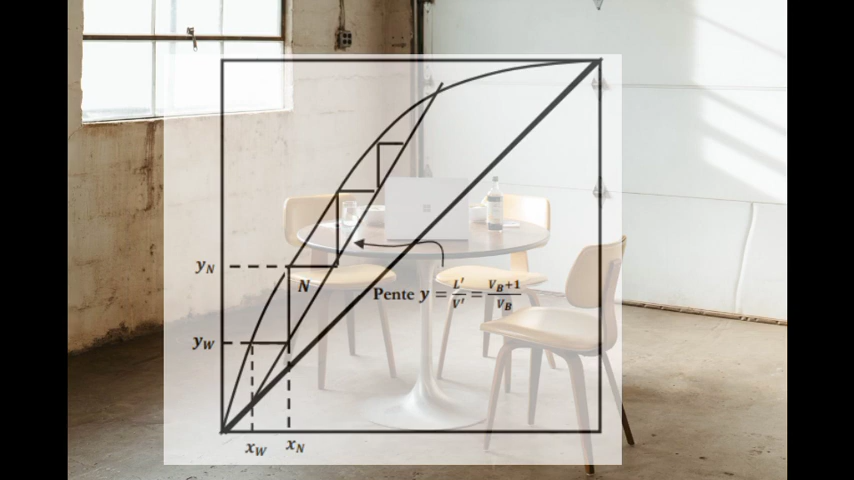 y_N
N
Pente y = L'/V' = V_B+1/V_B
y_W
x_W x_N